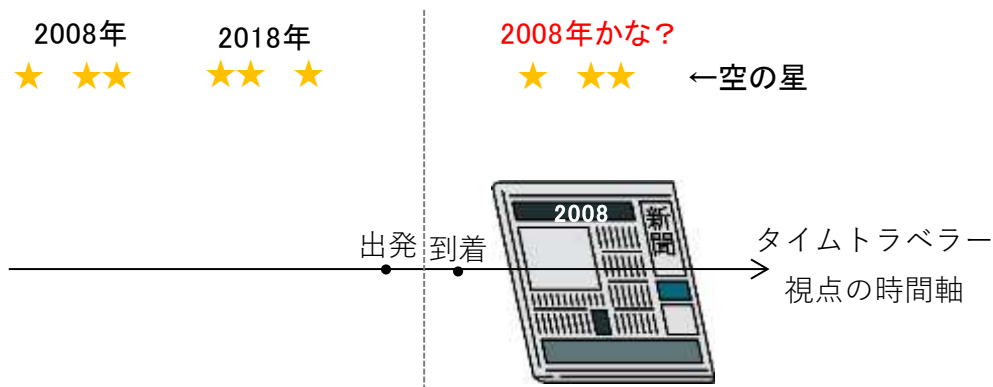 2008年
2018年
2008年かな？
←空の星
2008
新聞
出発
到着
タイムトラベラー
視点の時間軸